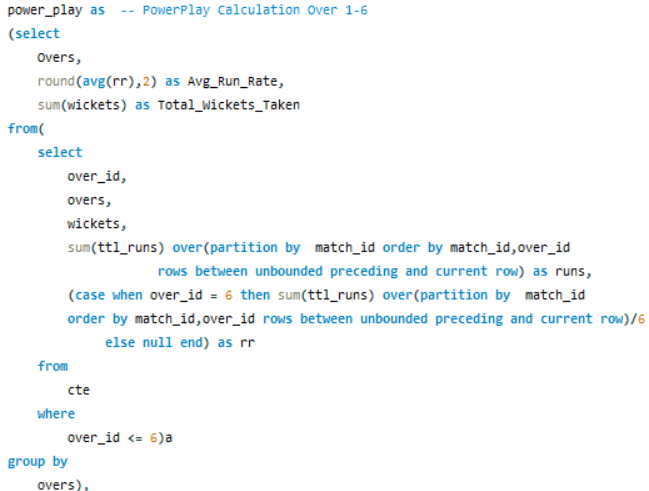 power_play as  -- PowerPlay Calculation Over 1-6
(select
    Overs,
    round(avg(rr),2) as Avg_Run_Rate,
    sum(wickets) as Total_Wickets_Taken
from(
    select
        over_id,
        overs,
        wickets,
        sum(ttl_runs) over(partition by  match_id order by match_id,over_id
                    rows between unbounded preceding and current row) as runs,
        (case when over_id = 6 then sum(ttl_runs) over(partition by  match_id
        order by match_id,over_id rows between unbounded preceding and current row)/6
             else null end) as rr
    from
        cte
    where
        over_id <= 6)a
group by
    overs),